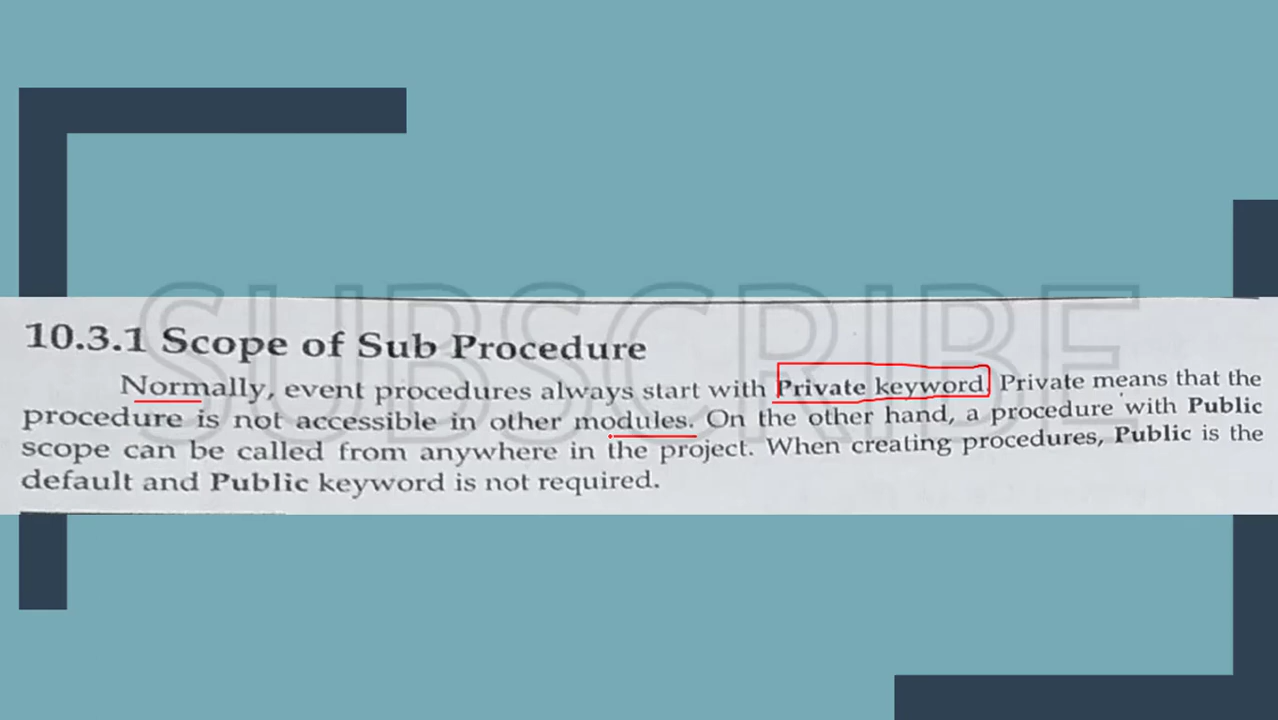 SUBSCRIBE
10.3.1 Scope of Sub Procedure
Normally, event procedures always start with Private keyword. Private means that the
procedure is not accessible in other modules. On the other hand, a procedure with Public
scope can be called from anywhere in the project. When creating procedures, Public is the
default and Public keyword is not required.